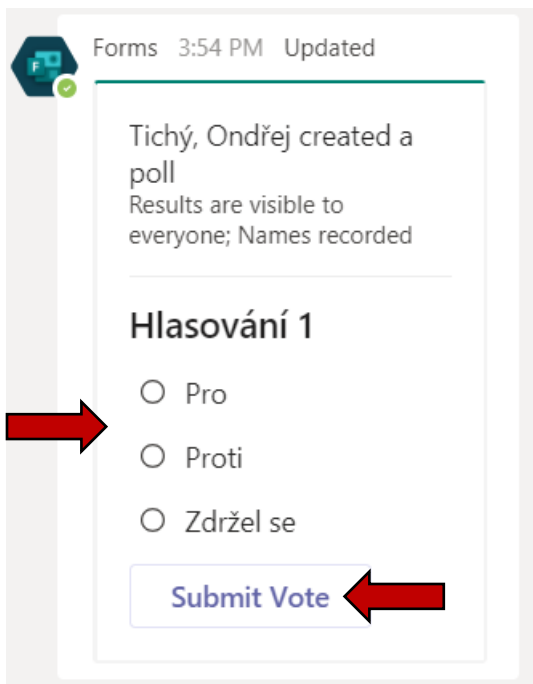 Forms 3:54 PM Updated
Tichý, Ondřej created a
poll
Results are visible to
everyone; Names recorded
Hlasování 1
Pro
Proti
Zdržel se
Submit Vote